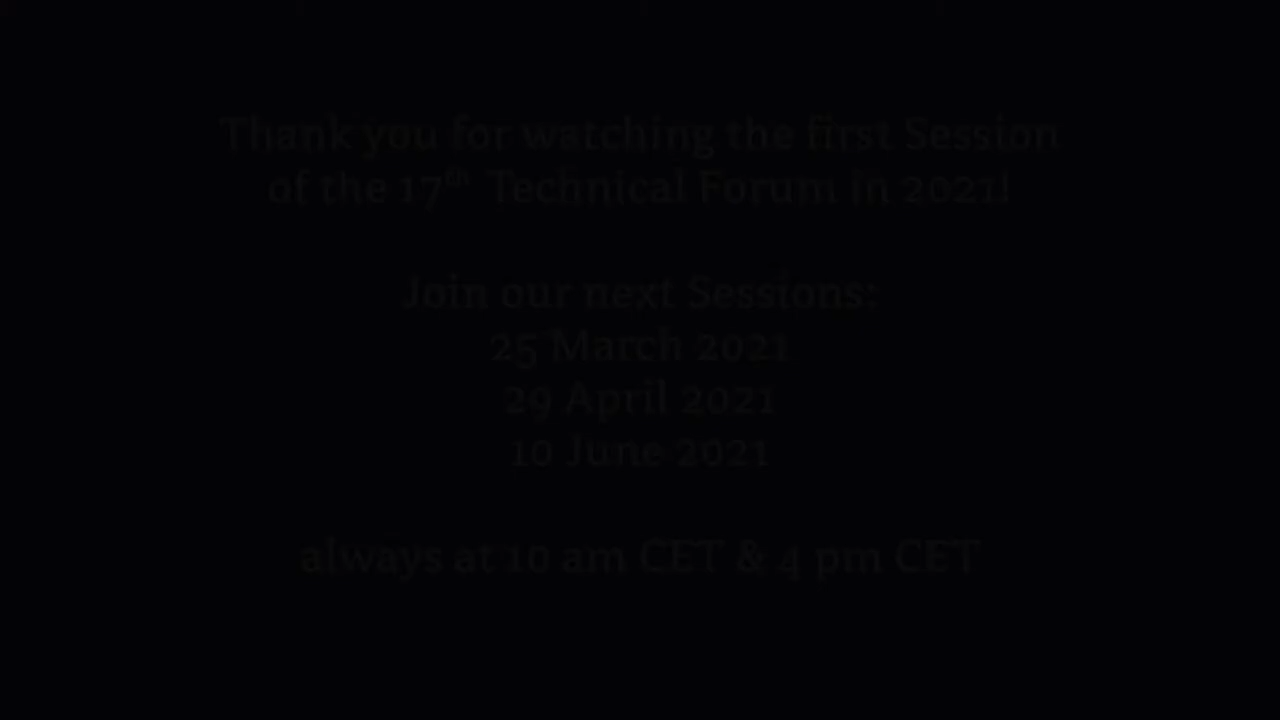 Thank you for watching the first Session
of the 17th Technical Forum in 2021!
Join our next Sessions:
25 March 2021
29 April 2021
10 June 2021
always at 10 am CET & 4 pm CET